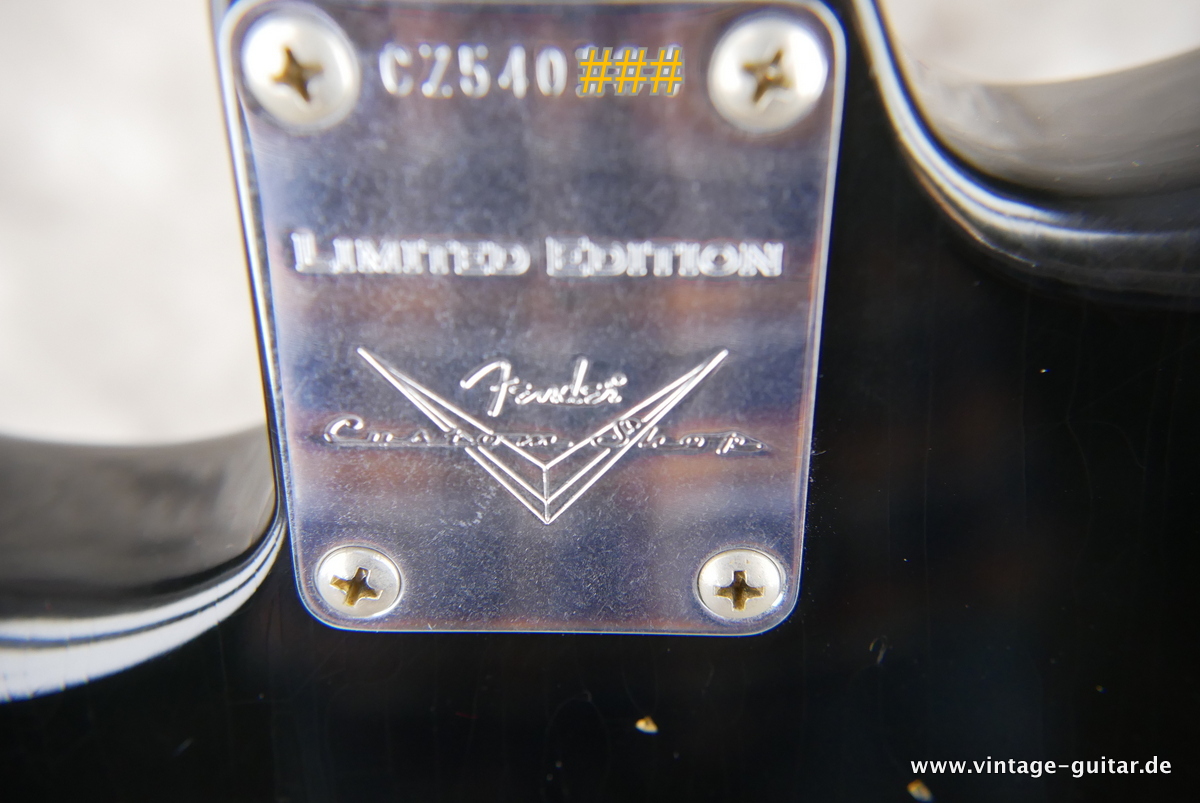 CZ540###
LIMITED EDITION
Fender
Custom Shop
www.vintage-guitar.de